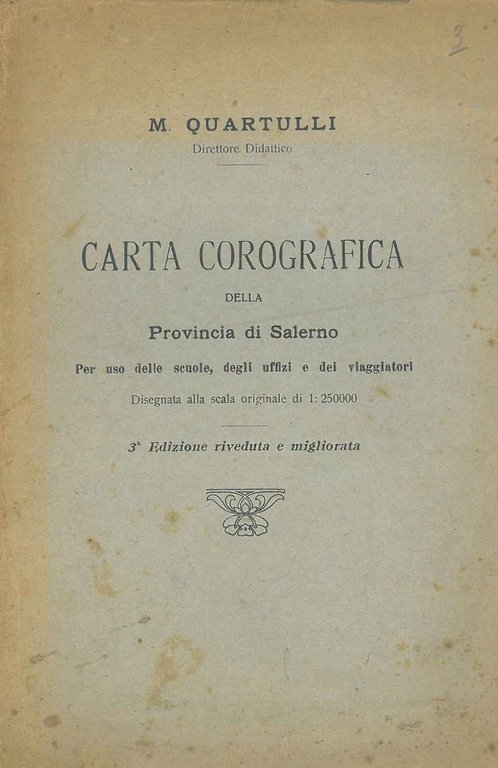 3
M. QUARTULLI
Direttore Didattico
CARTA COROGRAFICA
DELLA
Provincia di Salerno
Per uso delle scuole, degli uffizi e dei viaggiatori
Disegnata alla scala originale di 1: 250000
3ª Edizione riveduta e migliorata